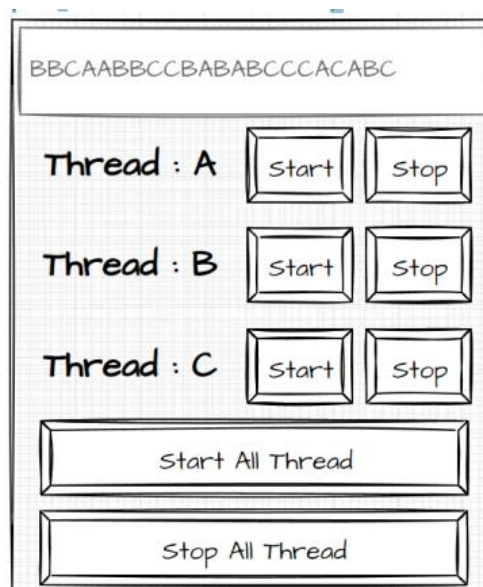 BBCAABBCCBABABCCCACABC
Thread : A Start Stop
Thread : B Start Stop
Thread : C Start Stop
Start All Thread
Stop All Thread